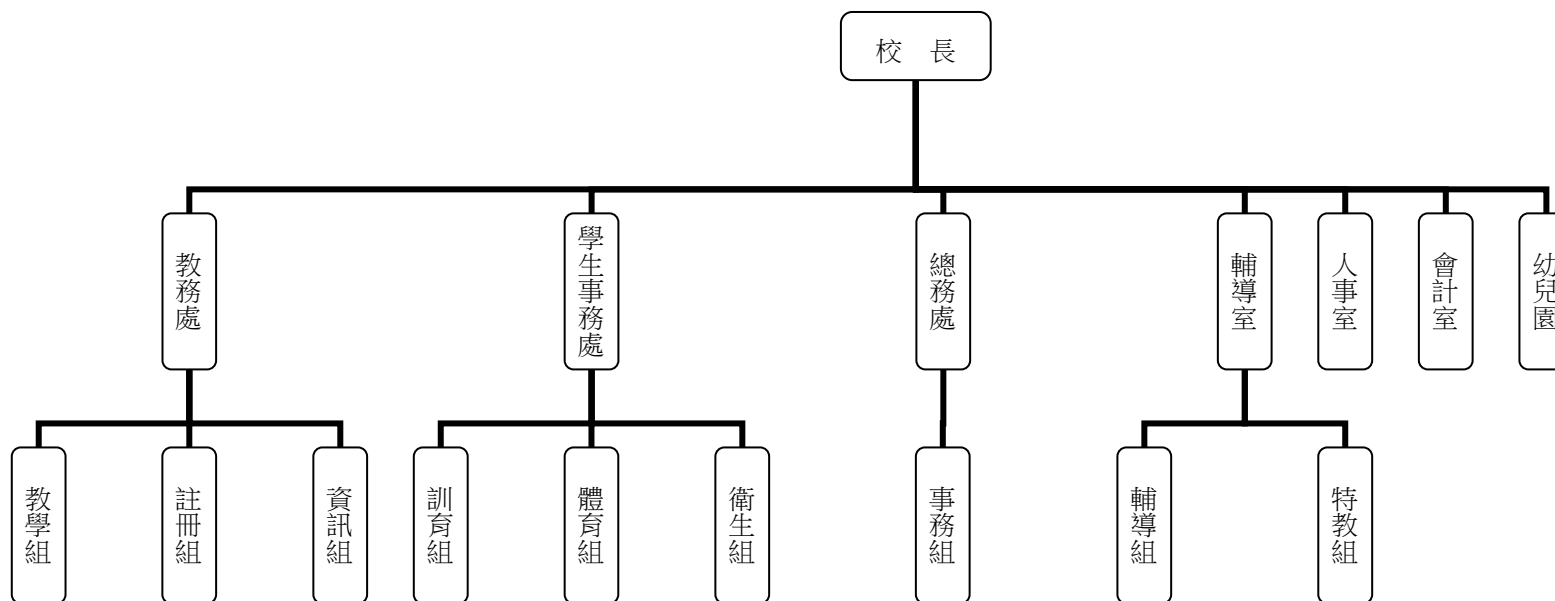 校 長
教務處
學生事務處
總務處
輔導室
人事室
會計室
幼兒園
教學組
註冊組
資訊組
訓育組
體育組
衛生組
事務組
輔導組
特教組